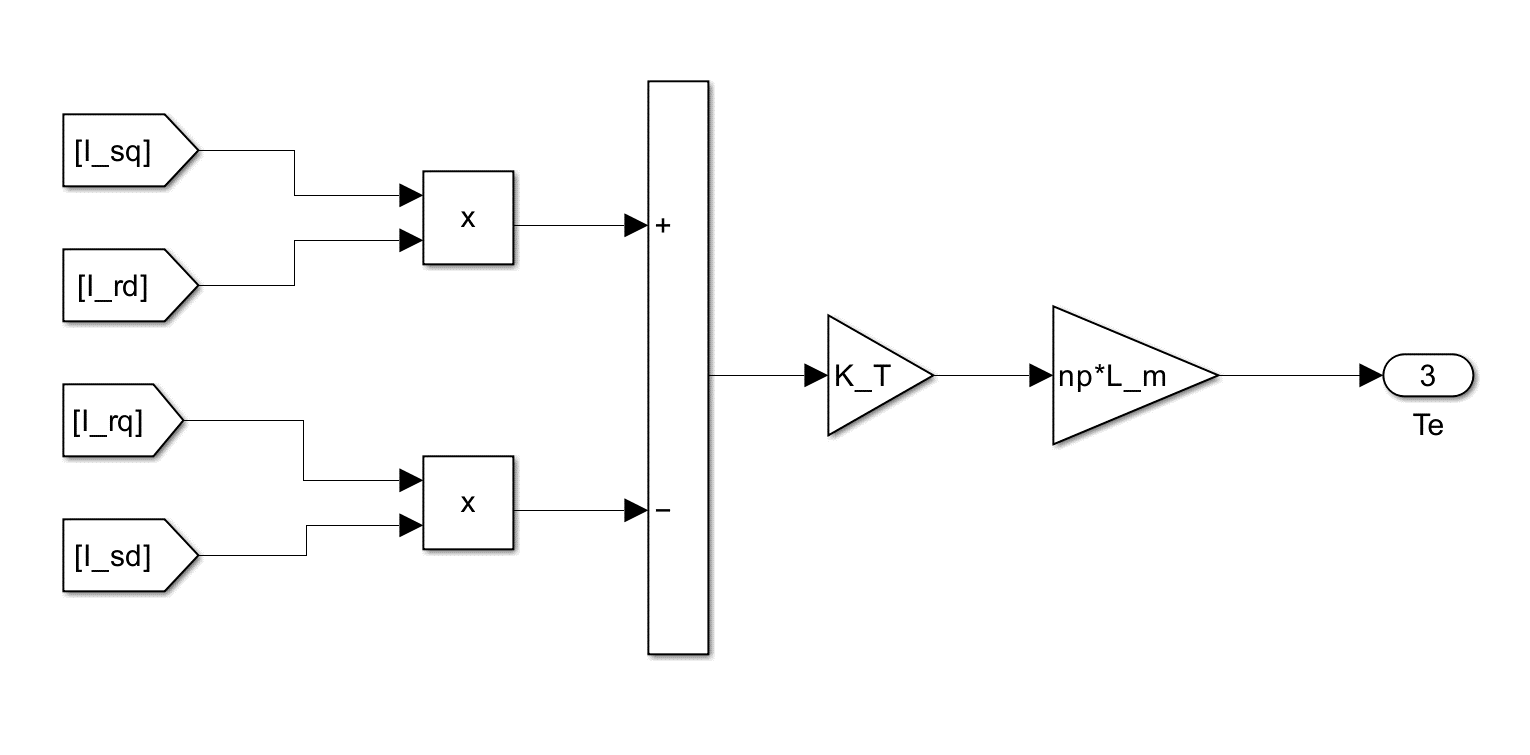 [I_sq]
x
+
[I_rd]
K_T
np*L_m
3
Te
[I_rq]
x
−
[I_sd]